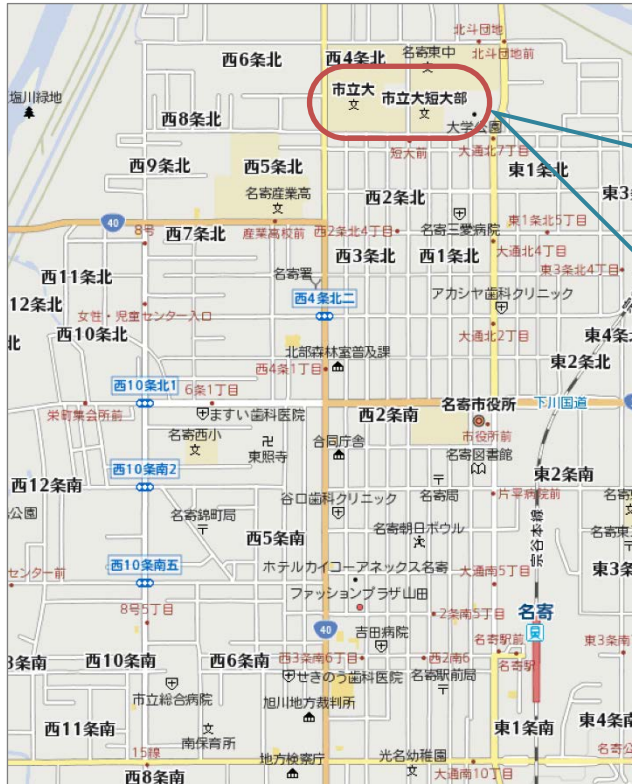 北斗団地
西6条北
西4条北
名寄東中
北斗団地前
塩川緑地
市立大
市立大短大部
西8条北
大学公園
短大前
大通北7丁目
西9条北
西5条北
東1条北
東3
名寄産業高
西2条北
40
8号
西7条北
産業高校前
西2条北4丁目
名寄三愛病院
東1条北5丁目
西3条北
西1条北
大通北4丁目
西11条北
名寄署
東3条北4丁目
12条北
西4条北二
アカシヤ歯科クリニック
女性・児童センター入口
北
西10条北
大通北2丁目
東4条
北部森林室普及課
東2条北
西4条1丁目
西10条北1
6条1丁目
名寄市役所
下川国道
栄町集会所前
ますい歯科医院
西2条南
市役所前
名寄西小
東照寺
合同庁舎
名寄図書館
西10条南2
東2条南
西12条南
谷口歯科クリニック
名寄局
片平病院前
公園
名寄錦町局
名寄朝日ボウル
宗谷本線
西5条南
東3条
センター前
西10条南五
ホテルカイコーアネックス名寄
大通南5丁目
ファッションプラザ山田
8号5丁目
2条南5丁目
名寄
40
吉田病院
名寄駅前
東3条南
3条南
西10条南
西6条南
西3条南6丁目
西2南6
名寄駅
せきのう歯科医院
名寄駅前局
市立総合病院
旭川地方裁判所
西11条南
南保育所
東1条南
東4条南
15線
地方検察庁
光名幼稚園
西8条南
大通南10丁目